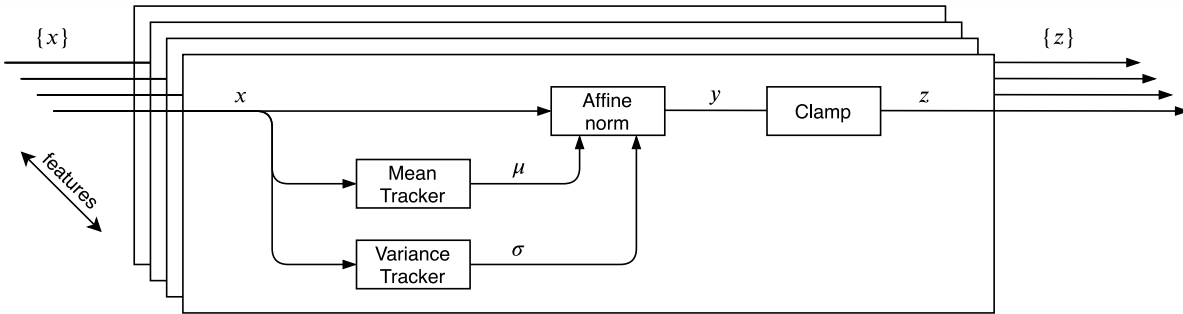 {x}
{z}
x
Affine
norm
y
Clamp
z
features
Mean
Tracker
μ
Variance
Tracker
σ